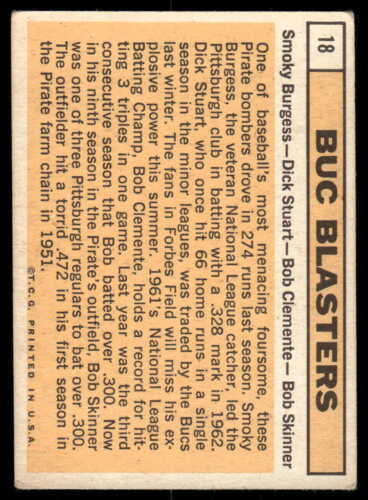 18
BUC BLASTERS
Smoky Burgess—Dick Stuart—Bob Clemente—Bob Skinner
One of baseball's most menacing foursome, these
Pirate bombers drove in 274 runs last season. Smoky
Burgess, the veteran National League catcher, led the
Pittsburgh club in batting with a .328 mark in 1962.
Dick Stuart, who once hit 66 home runs in a single
season in the minor leagues, was traded by the Bucs
last winter. The fans in Forbes Field will miss his ex-
plosive power this summer. 1961's National League
Batting Champ, Bob Clemente, holds a record for hit-
ting 3 triples in one game. Last year was the third
consecutive season that Bob batted over .300. Now
in his ninth season in the Pirate's outfield, Bob Skinner
was one of three Pittsburgh regulars to bat over .300.
The outfielder hit a torrid .472 in his first season in
the Pirate farm chain in 1951.
©T.C.G. PRINTED IN U.S.A.